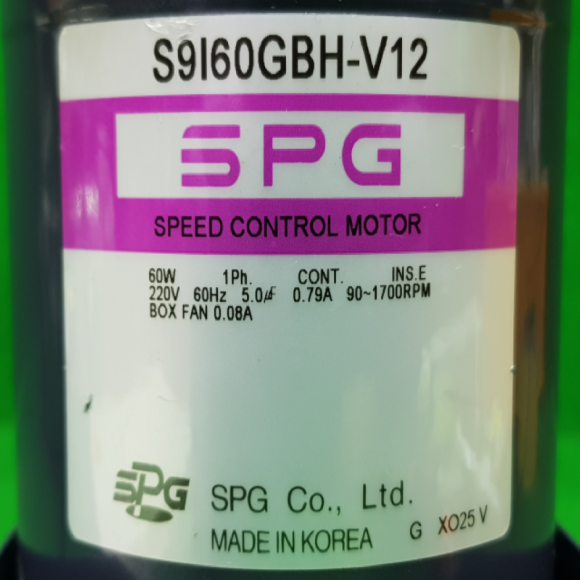 S9I60GBH-V12
SPG
SPEED CONTROL MOTOR
60W 1Ph. CONT. INS.E
220V 60Hz 5.0㎌ 0.79A 90~1700RPM
BOX FAN 0.08A
SPG SPG Co., Ltd.
MADE IN KOREA G XO25 V